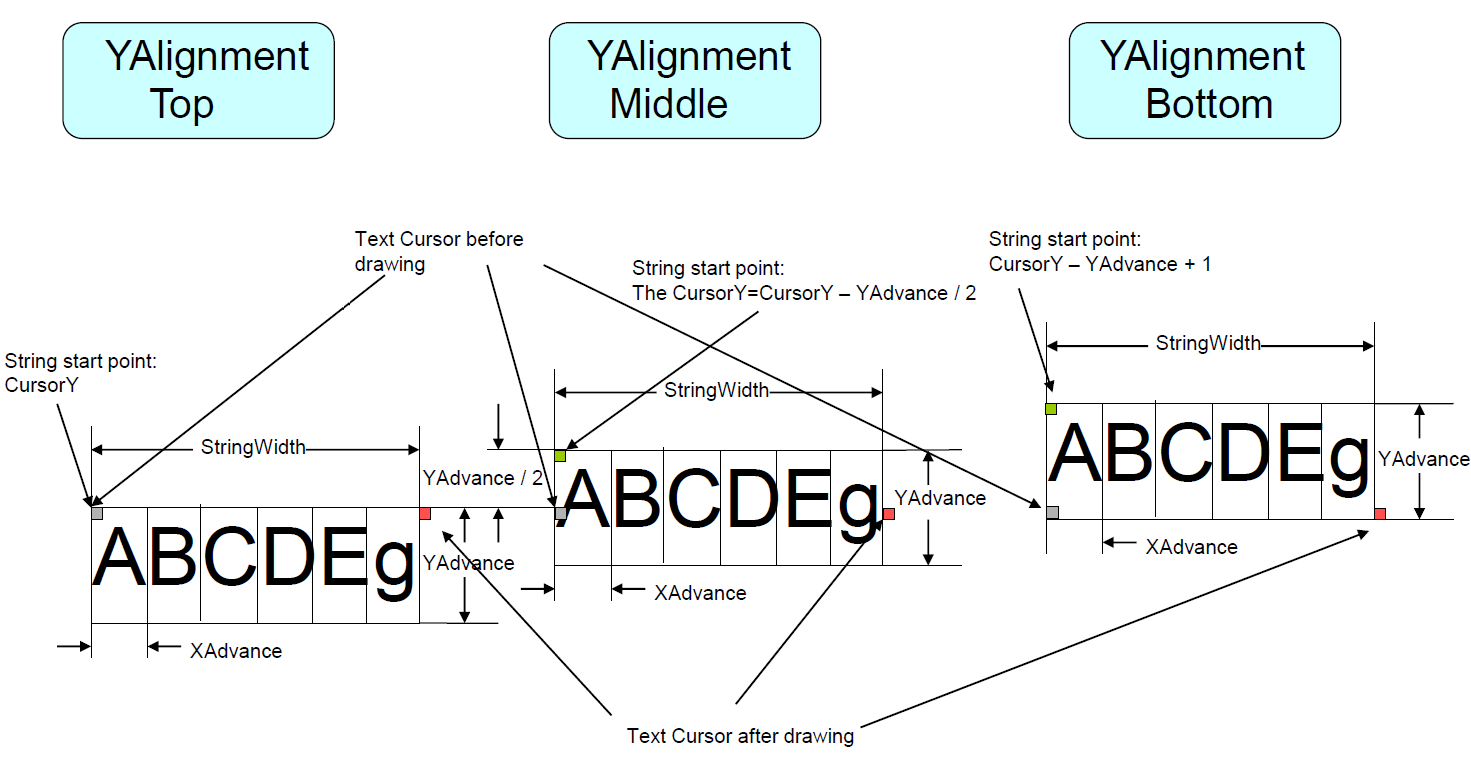 YAlignment
Top
YAlignment
Middle
YAlignment
Bottom
Text Cursor before
drawing
String start point:
The CursorY=CursorY – YAdvance / 2
String start point:
CursorY – YAdvance + 1
String start point:
CursorY
StringWidth
ABCDEg
YAdvance / 2
YAdvance
XAdvance
StringWidth
ABCDEg
YAdvance
XAdvance
StringWidth
ABCDEg
YAdvance
XAdvance
Text Cursor after drawing